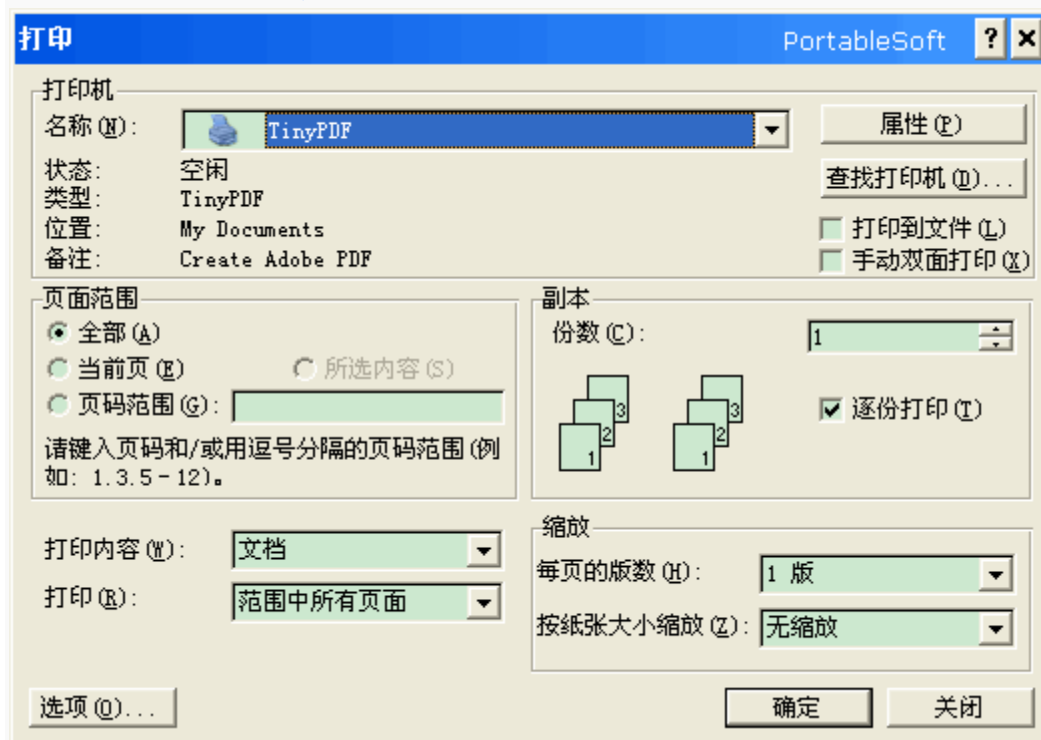 打印 PortableSoft ? ×
打印机
名称(N): TinyPDF 属性(P)
状态: 空闲
类型: TinyPDF 查找打印机(D)...
位置: My Documents 打印到文件(L)
备注: Create Adobe PDF 手动双面打印(X)
页面范围
全部(A)
当前页(E) 所选内容(S)
页码范围(G):
请键入页码和/或用逗号分隔的页码范围(例
如: 1.3.5-12)。
副本
份数(C): 1
3 3
2 2
1 1
逐份打印(T)
打印内容(W): 文档
打印(R): 范围中所有页面
缩放
每页的版数(H): 1 版
按纸张大小缩放(Z): 无缩放
选项(O)... 确定 关闭